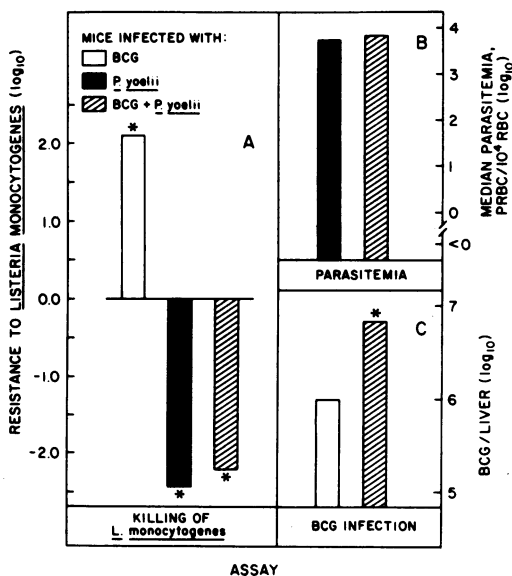 MICE INFECTED WITH:
BCG
P. yoelii
BCG + P. yoelii
A
RESISTANCE TO LISTERIA MONOCYTOGENES (log10)
2.0
1.0
0.0
-1.0
-2.0
*
*
*
KILLING OF
L. monocytogenes
B
4
3
2
1
0
<0
MEDIAN PARASITEMIA,
PRBC/10⁴ RBC (log10)
PARASITEMIA
C
*
7
6
5
BCG/LIVER (log10)
BCG INFECTION
ASSAY